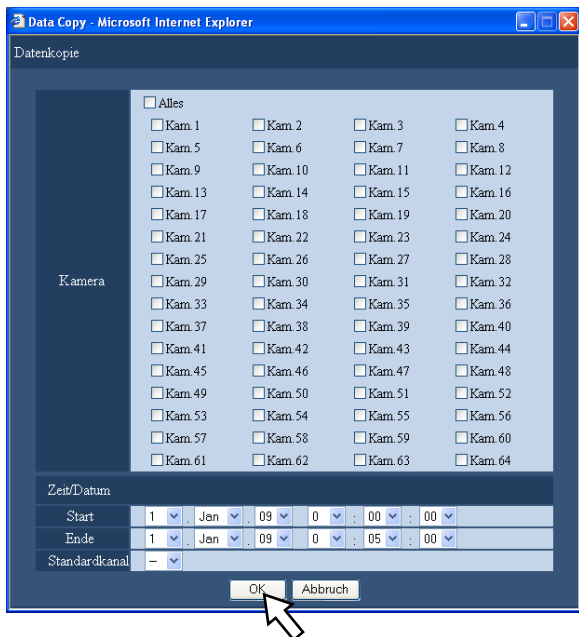 Data Copy - Microsoft Internet Explorer
Datenkopie
Alles
Kam.1 Kam.2 Kam.3 Kam.4
Kam.5 Kam.6 Kam.7 Kam.8
Kam.9 Kam.10 Kam.11 Kam.12
Kam.13 Kam.14 Kam.15 Kam.16
Kam.17 Kam.18 Kam.19 Kam.20
Kam.21 Kam.22 Kam.23 Kam.24
Kam.25 Kam.26 Kam.27 Kam.28
Kamera Kam.29 Kam.30 Kam.31 Kam.32
Kam.33 Kam.34 Kam.35 Kam.36
Kam.37 Kam.38 Kam.39 Kam.40
Kam.41 Kam.42 Kam.43 Kam.44
Kam.45 Kam.46 Kam.47 Kam.48
Kam.49 Kam.50 Kam.51 Kam.52
Kam.53 Kam.54 Kam.55 Kam.56
Kam.57 Kam.58 Kam.59 Kam.60
Kam.61 Kam.62 Kam.63 Kam.64
Zeit/Datum
Start 1 . Jan . 09 0 : 00 : 00
Ende 1 . Jan . 09 0 : 05 : 00
Standardkanal –
OK Abbruch